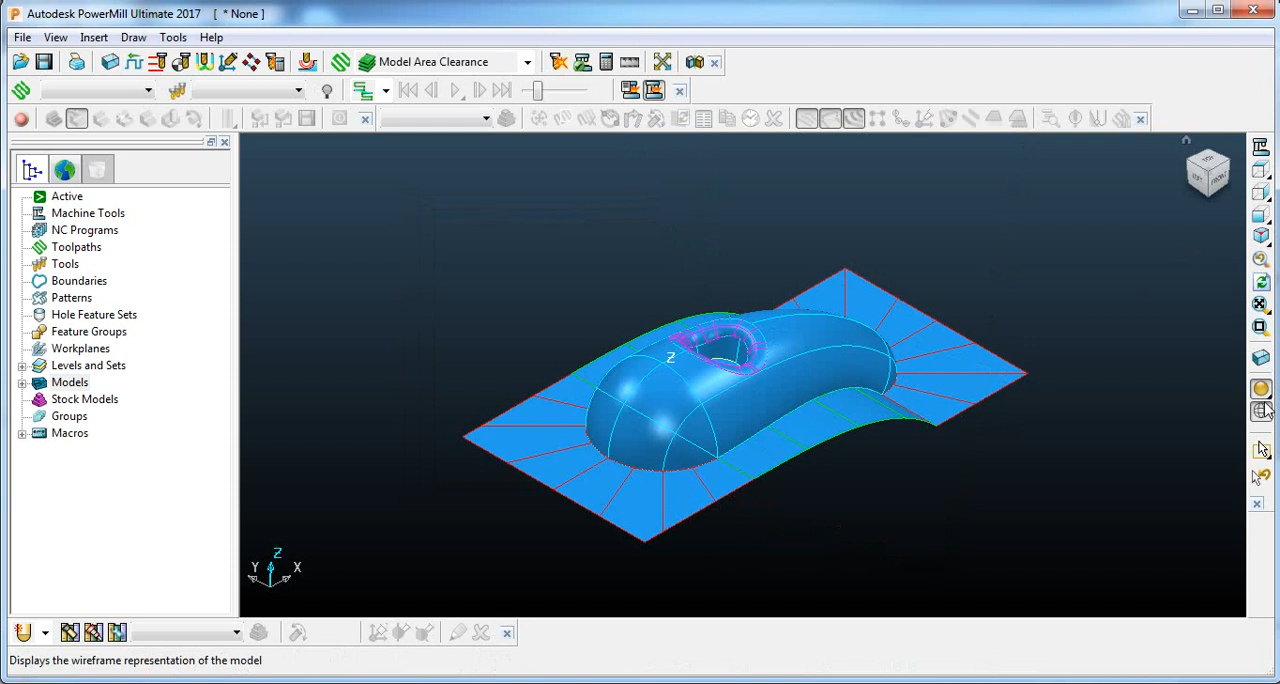 Autodesk PowerMill Ultimate 2017 [ * None ]
File View Insert Draw Tools Help
Model Area Clearance
Active
Machine Tools
NC Programs
Toolpaths
Tools
Boundaries
Patterns
Hole Feature Sets
Feature Groups
Workplanes
Levels and Sets
Models
Stock Models
Groups
Macros
Z
Z
Y X
Displays the wireframe representation of the model